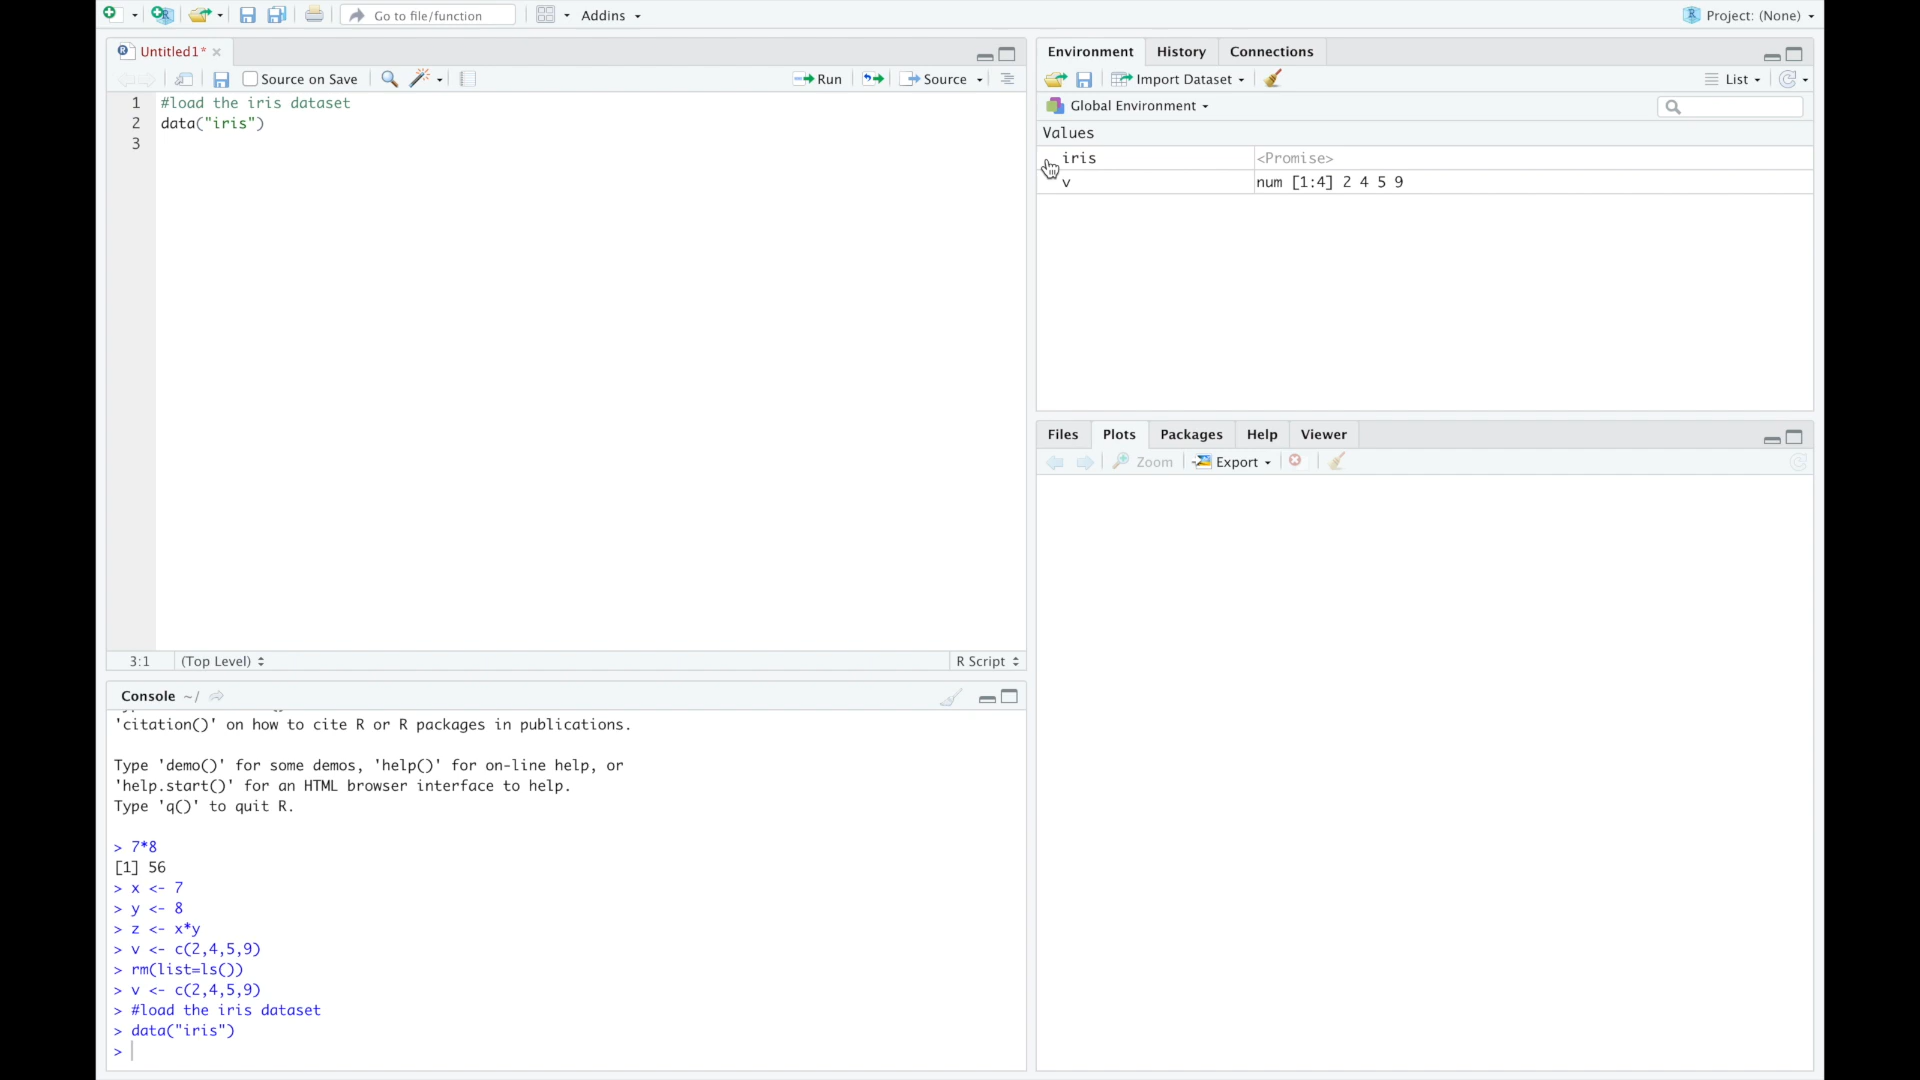 Go to file/function
Addins
Project: (None)
Untitled1*
Source on Save
Run
Source
1 #load the iris dataset
2 data("iris")
3
3:1 (Top Level) R Script
Console ~/
'citation()' on how to cite R or R packages in publications.
Type 'demo()' for some demos, 'help()' for on-line help, or
'help.start()' for an HTML browser interface to help.
Type 'q()' to quit R.
> 7*8
[1] 56
> x <- 7
> y <- 8
> z <- x*y
> v <- c(2,4,5,9)
> rm(list=ls())
> v <- c(2,4,5,9)
> #load the iris dataset
> data("iris")
>
Environment History Connections
Import Dataset List
Global Environment
Values
iris <Promise>
v num [1:4] 2 4 5 9
Files Plots Packages Help Viewer
Zoom Export